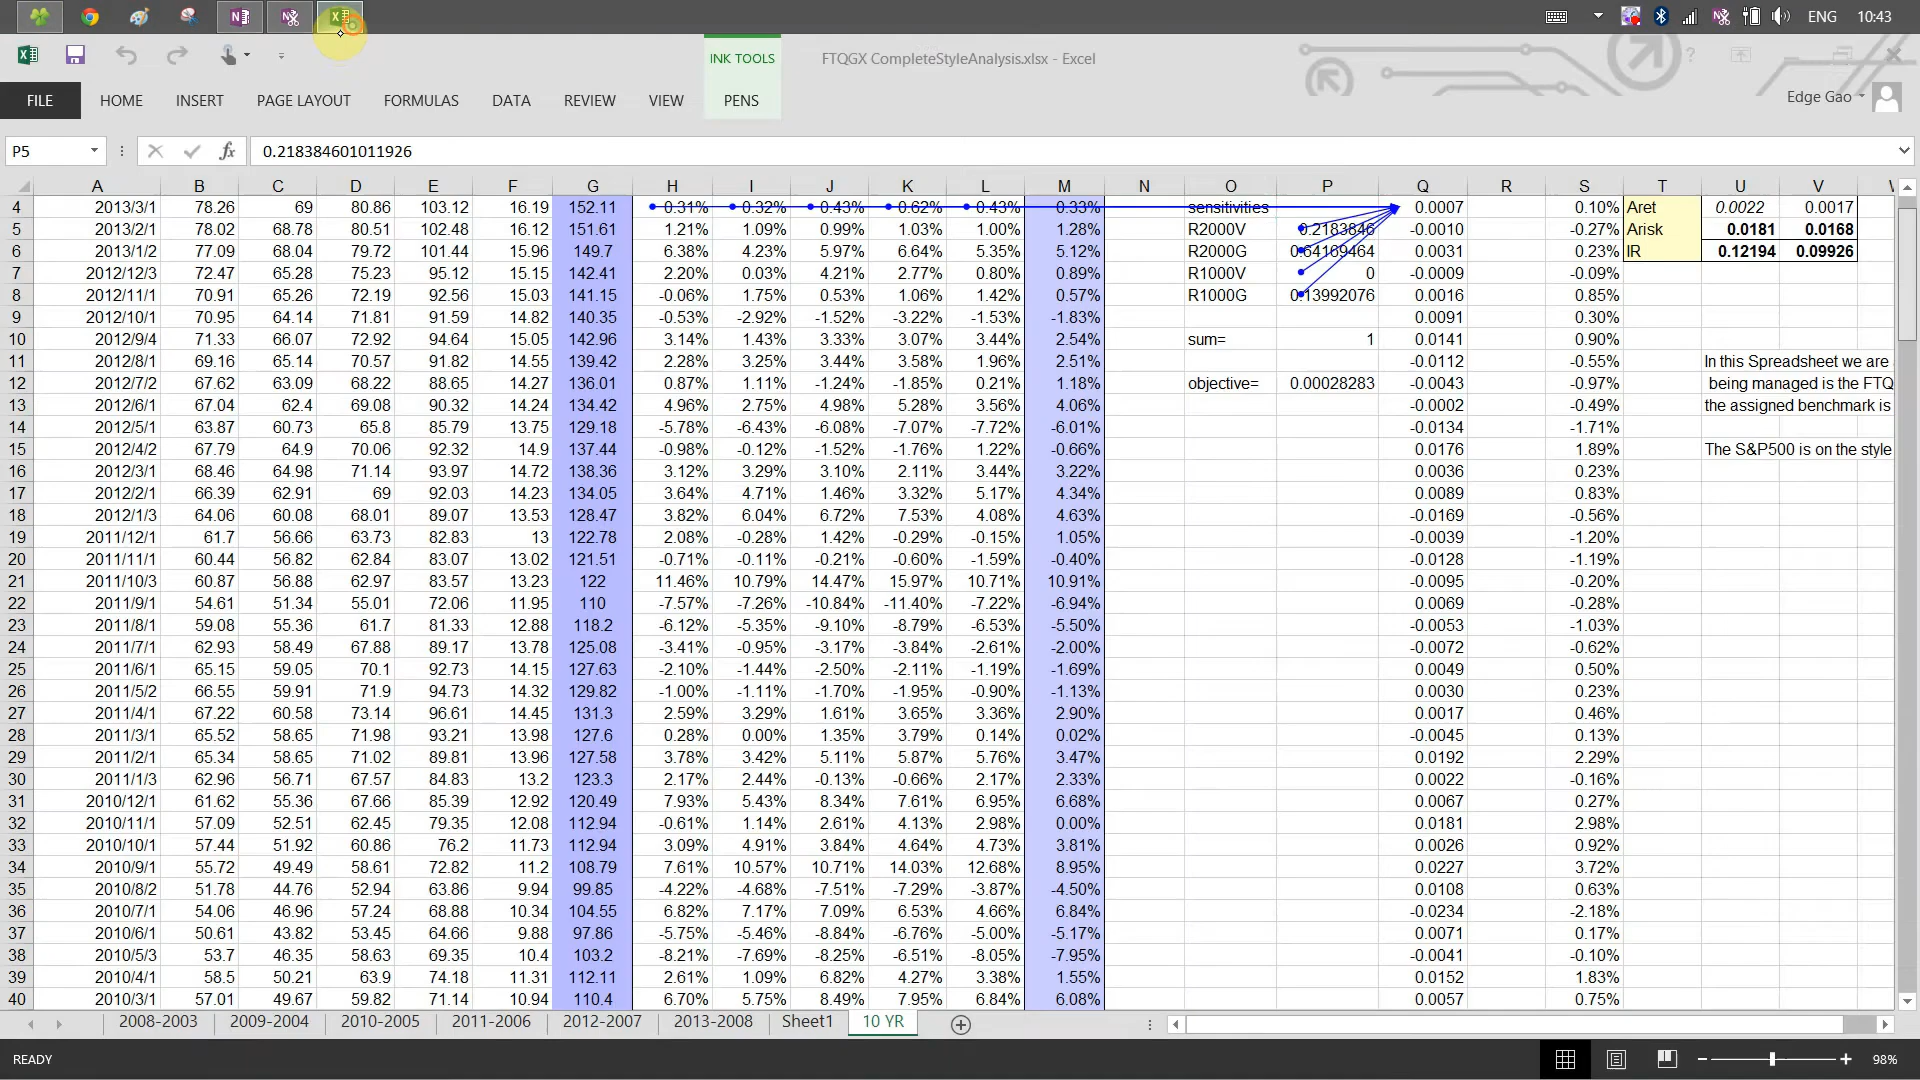 ENG 10:43
INK TOOLS FTQGX CompleteStyleAnalysis.xlsx - Excel ?
FILE HOME INSERT PAGE LAYOUT FORMULAS DATA REVIEW VIEW PENS Edge Gao
P5 fx 0.218384601011926
A B C D E F G H I J K L M N O P Q R S T U V
4 2013/3/1 78.26 69 80.86 103.12 16.19 152.11 0.31% 0.32% 0.43% 0.62% 0.43% 0.33% sensitivities 0.0007 0.10% Aret 0.0022 0.0017
5 2013/2/1 78.02 68.78 80.51 102.48 16.12 151.61 1.21% 1.09% 0.99% 1.03% 1.00% 1.28% R2000V 0.2183846 -0.0010 -0.27% Arisk 0.0181 0.0168
6 2013/1/2 77.09 68.04 79.72 101.44 15.96 149.7 6.38% 4.23% 5.97% 6.64% 5.35% 5.12% R2000G 0.64169464 0.0031 0.23% IR 0.12194 0.09926
7 2012/12/3 72.47 65.28 75.23 95.12 15.15 142.41 2.20% 0.03% 4.21% 2.77% 0.80% 0.89% R1000V 0 -0.0009 -0.09%
8 2012/11/1 70.91 65.26 72.19 92.56 15.03 141.15 -0.06% 1.75% 0.53% 1.06% 1.42% 0.57% R1000G 0.13992076 0.0016 0.85%
9 2012/10/1 70.95 64.14 71.81 91.59 14.82 140.35 -0.53% -2.92% -1.52% -3.22% -1.53% -1.83% 0.0091 0.30%
10 2012/9/4 71.33 66.07 72.92 94.64 15.05 142.96 3.14% 1.43% 3.33% 3.07% 3.44% 2.54% sum= 1 0.0141 0.90%
11 2012/8/1 69.16 65.14 70.57 91.82 14.55 139.42 2.28% 3.25% 3.44% 3.58% 1.96% 2.51% -0.0112 -0.55% In this Spreadsheet we are
12 2012/7/2 67.62 63.09 68.22 88.65 14.27 136.01 0.87% 1.11% -1.24% -1.85% 0.21% 1.18% objective= 0.00028283 -0.0043 -0.97% being managed is the FTQ
13 2012/6/1 67.04 62.4 69.08 90.32 14.24 134.42 4.96% 2.75% 4.98% 5.28% 3.56% 4.06% -0.0002 -0.49% the assigned benchmark is
14 2012/5/1 63.87 60.73 65.8 85.79 13.75 129.18 -5.78% -6.43% -6.08% -7.07% -7.72% -6.01% -0.0134 -1.71%
15 2012/4/2 67.79 64.9 70.06 92.32 14.9 137.44 -0.98% -0.12% -1.52% -1.76% 1.22% -0.66% 0.0176 1.89% The S&P500 is on the style
16 2012/3/1 68.46 64.98 71.14 93.97 14.72 138.36 3.12% 3.29% 3.10% 2.11% 3.44% 3.22% 0.0036 0.23%
17 2012/2/1 66.39 62.91 69 92.03 14.23 134.05 3.64% 4.71% 1.46% 3.32% 5.17% 4.34% 0.0089 0.83%
18 2012/1/3 64.06 60.08 68.01 89.07 13.53 128.47 3.82% 6.04% 6.72% 7.53% 4.08% 4.63% -0.0169 -0.56%
19 2011/12/1 61.7 56.66 63.73 82.83 13 122.78 2.08% -0.28% 1.42% -0.29% -0.15% 1.05% -0.0039 -1.20%
20 2011/11/1 60.44 56.82 62.84 83.07 13.02 121.51 -0.71% -0.11% -0.21% -0.60% -1.59% -0.40% -0.0128 -1.19%
21 2011/10/3 60.87 56.88 62.97 83.57 13.23 122 11.46% 10.79% 14.47% 15.97% 10.71% 10.91% -0.0095 -0.20%
22 2011/9/1 54.61 51.34 55.01 72.06 11.95 110 -7.57% -7.26% -10.84% -11.40% -7.22% -6.94% 0.0069 -0.28%
23 2011/8/1 59.08 55.36 61.7 81.33 12.88 118.2 -6.12% -5.35% -9.10% -8.79% -6.53% -5.50% -0.0053 -1.03%
24 2011/7/1 62.93 58.49 67.88 89.17 13.78 125.08 -3.41% -0.95% -3.17% -3.84% -2.61% -2.00% -0.0072 -0.62%
25 2011/6/1 65.15 59.05 70.1 92.73 14.15 127.63 -2.10% -1.44% -2.50% -2.11% -1.19% -1.69% 0.0049 0.50%
26 2011/5/2 66.55 59.91 71.9 94.73 14.32 129.82 -1.00% -1.11% -1.70% -1.95% -0.90% -1.13% 0.0030 0.23%
27 2011/4/1 67.22 60.58 73.14 96.61 14.45 131.3 2.59% 3.29% 1.61% 3.65% 3.36% 2.90% 0.0017 0.46%
28 2011/3/1 65.52 58.65 71.98 93.21 13.98 127.6 0.28% 0.00% 1.35% 3.79% 0.14% 0.02% -0.0045 0.13%
29 2011/2/1 65.34 58.65 71.02 89.81 13.96 127.58 3.78% 3.42% 5.11% 5.87% 5.76% 3.47% 0.0192 2.29%
30 2011/1/3 62.96 56.71 67.57 84.83 13.2 123.3 2.17% 2.44% -0.13% -0.66% 2.17% 2.33% 0.0022 -0.16%
31 2010/12/1 61.62 55.36 67.66 85.39 12.92 120.49 7.93% 5.43% 8.34% 7.61% 6.95% 6.68% 0.0067 0.27%
32 2010/11/1 57.09 52.51 62.45 79.35 12.08 112.94 -0.61% 1.14% 2.61% 4.13% 2.98% 0.00% 0.0181 2.98%
33 2010/10/1 57.44 51.92 60.86 76.2 11.73 112.94 3.09% 4.91% 3.84% 4.64% 4.73% 3.81% 0.0026 0.92%
34 2010/9/1 55.72 49.49 58.61 72.82 11.2 108.79 7.61% 10.57% 10.71% 14.03% 12.68% 8.95% 0.0227 3.72%
35 2010/8/2 51.78 44.76 52.94 63.86 9.94 99.85 -4.22% -4.68% -7.51% -7.29% -3.87% -4.50% 0.0108 0.63%
36 2010/7/1 54.06 46.96 57.24 68.88 10.34 104.55 6.82% 7.17% 7.09% 6.53% 4.66% 6.84% -0.0234 -2.18%
37 2010/6/1 50.61 43.82 53.45 64.66 9.88 97.86 -5.75% -5.46% -8.84% -6.76% -5.00% -5.17% 0.0071 0.17%
38 2010/5/3 53.7 46.35 58.63 69.35 10.4 103.2 -8.21% -7.69% -8.25% -6.51% -8.05% -7.95% -0.0041 -0.10%
39 2010/4/1 58.5 50.21 63.9 74.18 11.31 112.11 2.61% 1.09% 6.82% 4.27% 3.38% 1.55% 0.0152 1.83%
40 2010/3/1 57.01 49.67 59.82 71.14 10.94 110.4 6.70% 5.75% 8.49% 7.95% 6.84% 6.08% 0.0057 0.75%
2008-2003 2009-2004 2010-2005 2011-2006 2012-2007 2013-2008 Sheet1 10 YR
READY 98%